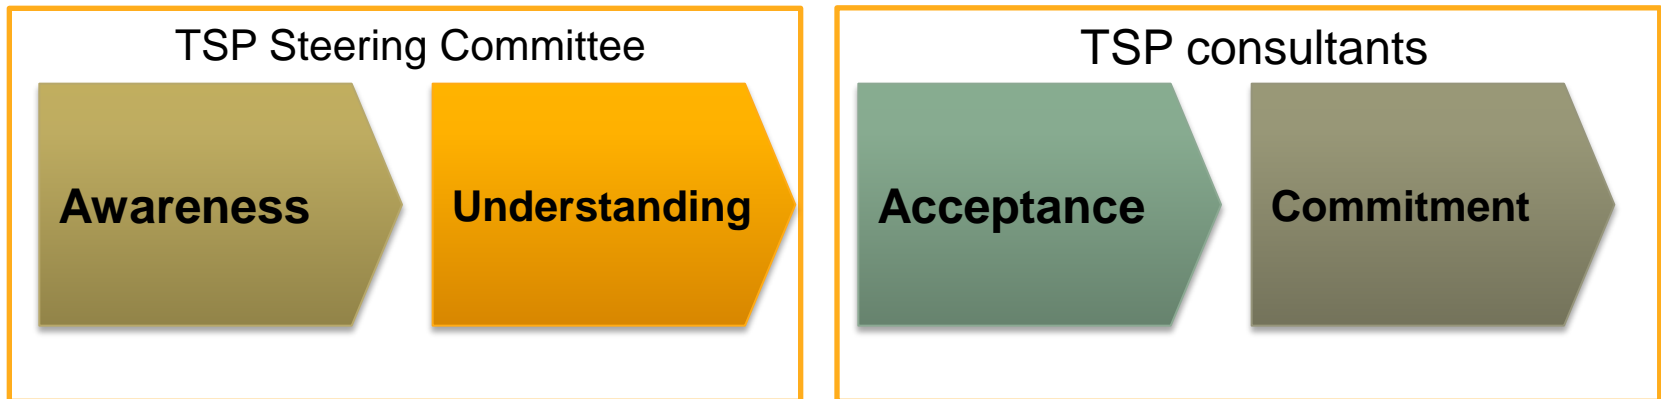 TSP Steering Committee
Awareness
Understanding
TSP consultants
Acceptance
Commitment